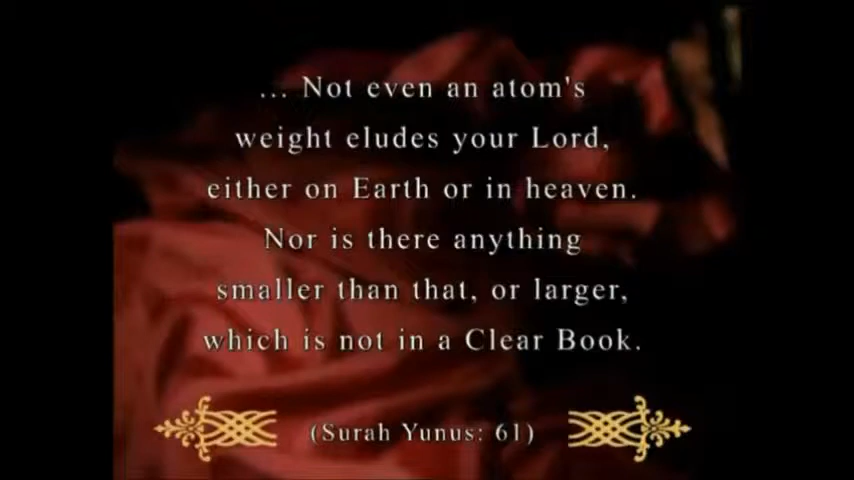 ... Not even an atom's
weight eludes your Lord,
either on Earth or in heaven.
Nor is there anything
smaller than that, or larger,
which is not in a Clear Book.
(Surah Yunus: 61)